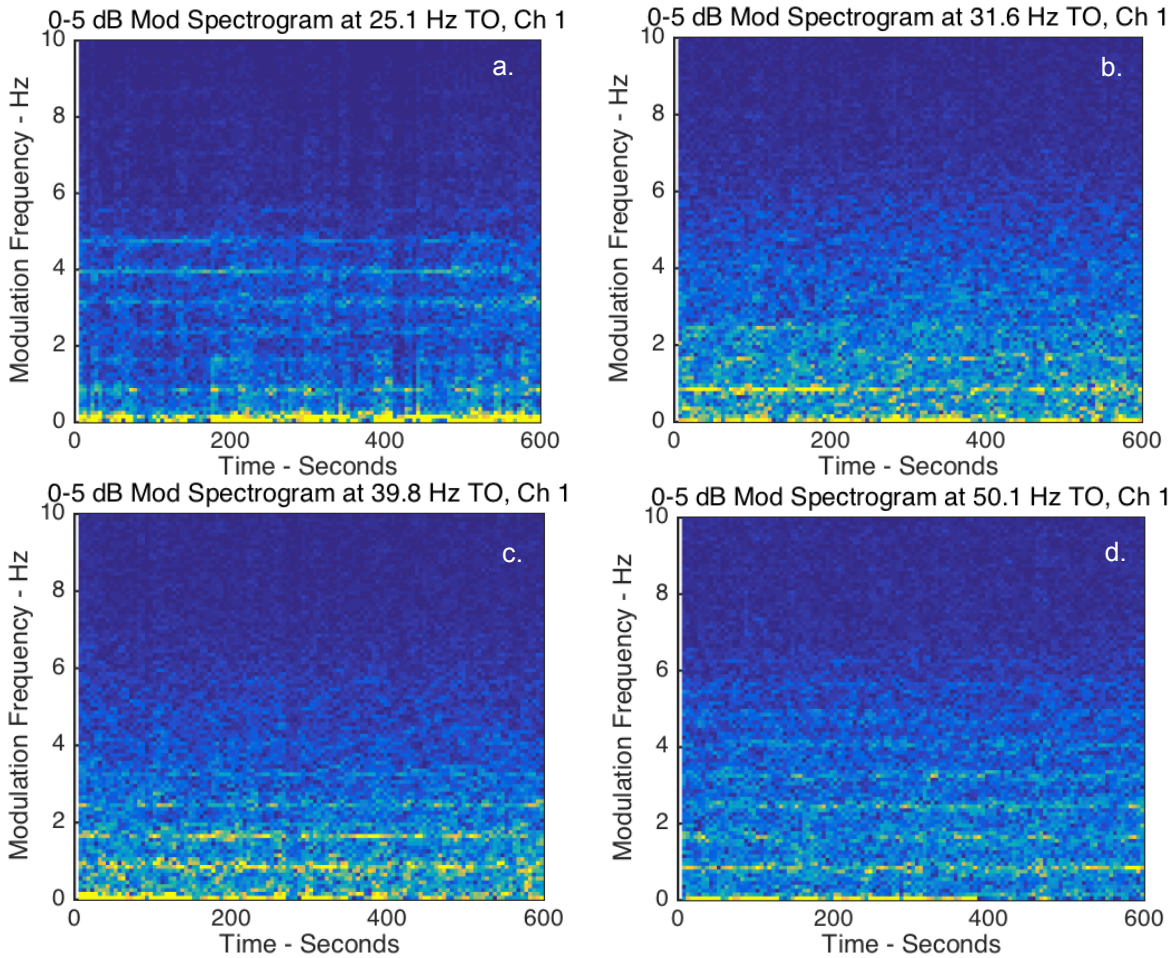 0-5 dB Mod Spectrogram at 25.1 Hz TO, Ch 1
a.
10
8
6
4
2
0
Modulation Frequency - Hz
0 200 400 600
Time - Seconds
0-5 dB Mod Spectrogram at 31.6 Hz TO, Ch 1
b.
10
8
6
4
2
0
Modulation Frequency - Hz
0 200 400 600
Time - Seconds
0-5 dB Mod Spectrogram at 39.8 Hz TO, Ch 1
c.
10
8
6
4
2
0
Modulation Frequency - Hz
0 200 400 600
Time - Seconds
0-5 dB Mod Spectrogram at 50.1 Hz TO, Ch 1
d.
10
8
6
4
2
0
Modulation Frequency - Hz
0 200 400 600
Time - Seconds